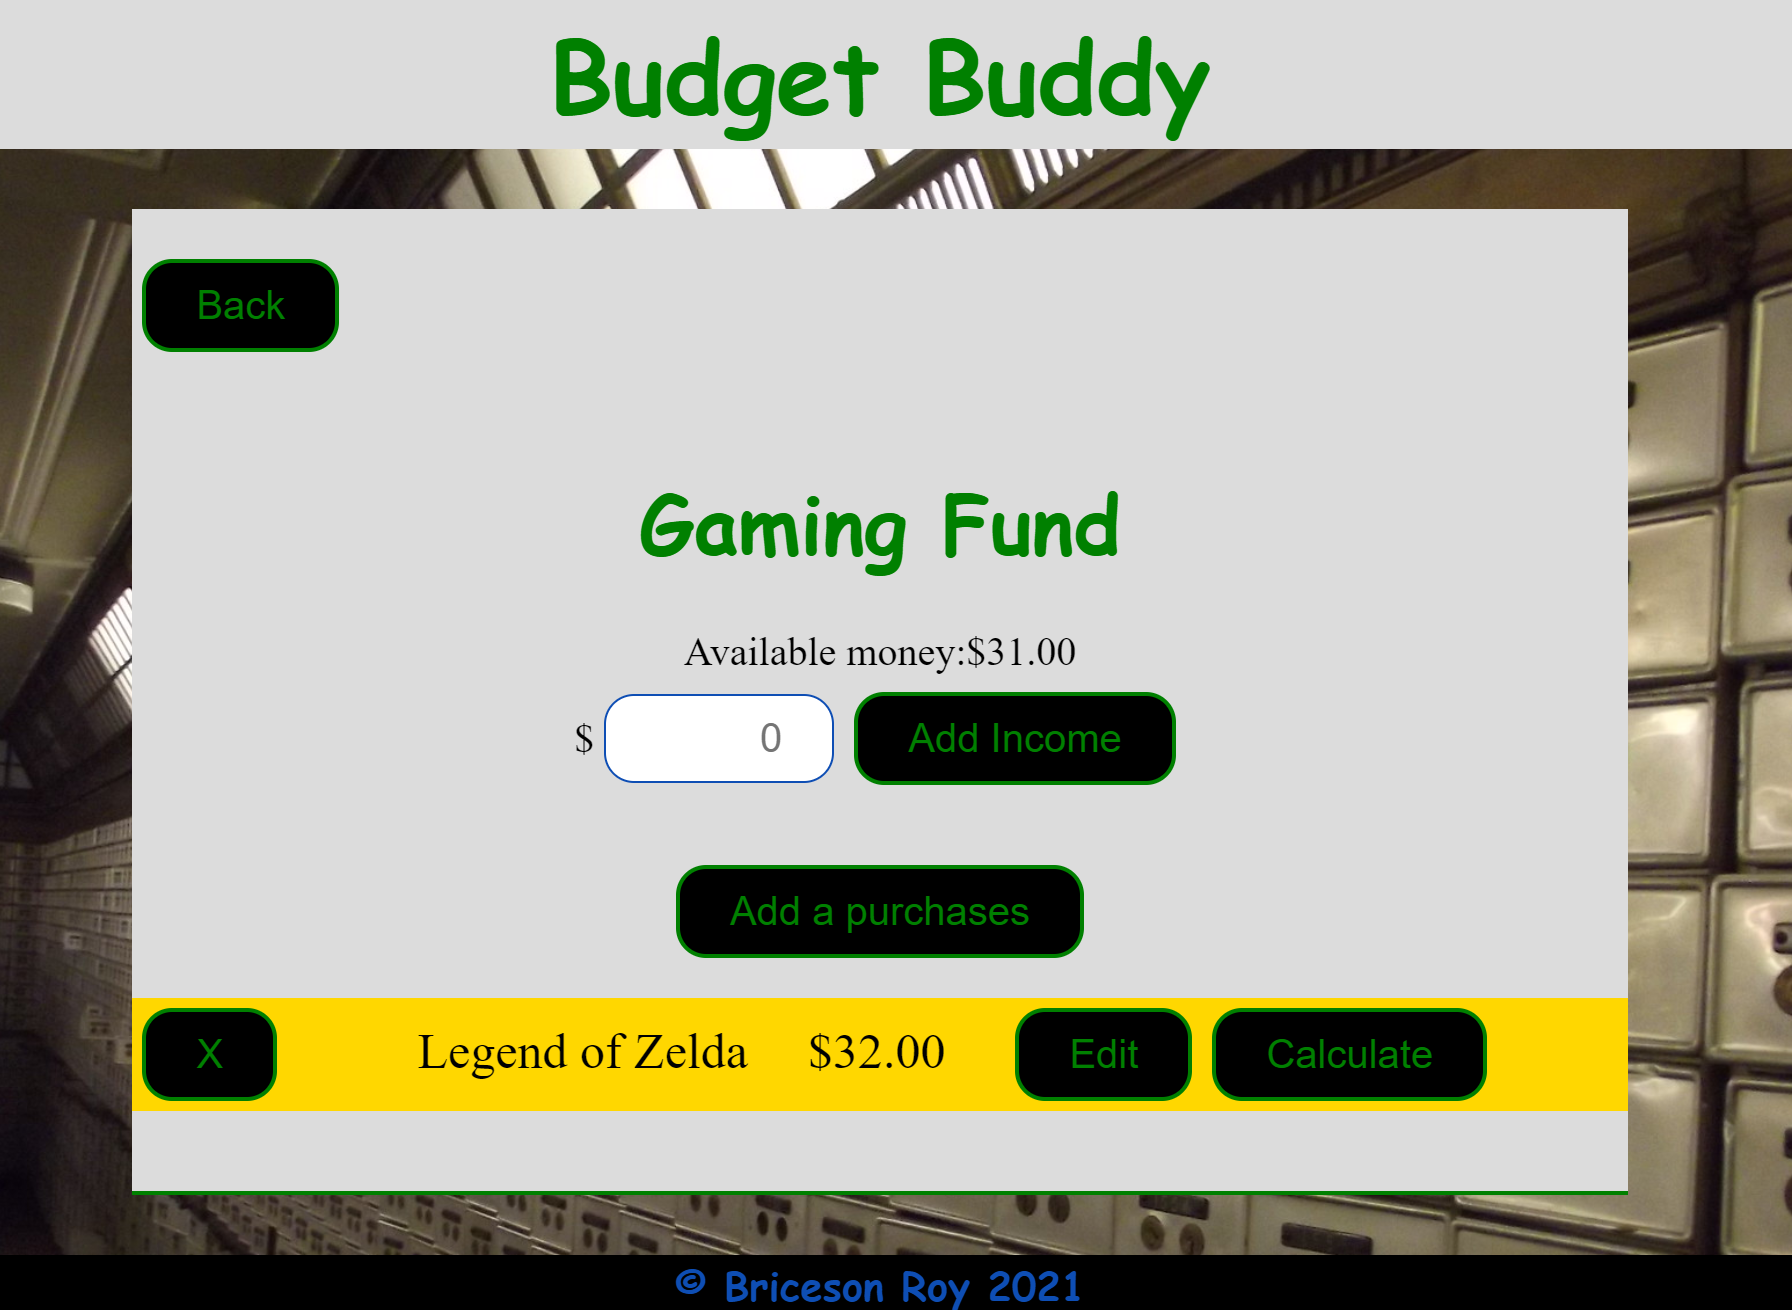 Budget Buddy
Back
Gaming Fund
Available money:$31.00
$ 0 Add Income
Add a purchases
X Legend of Zelda $32.00 Edit Calculate
© Briceson Roy 2021